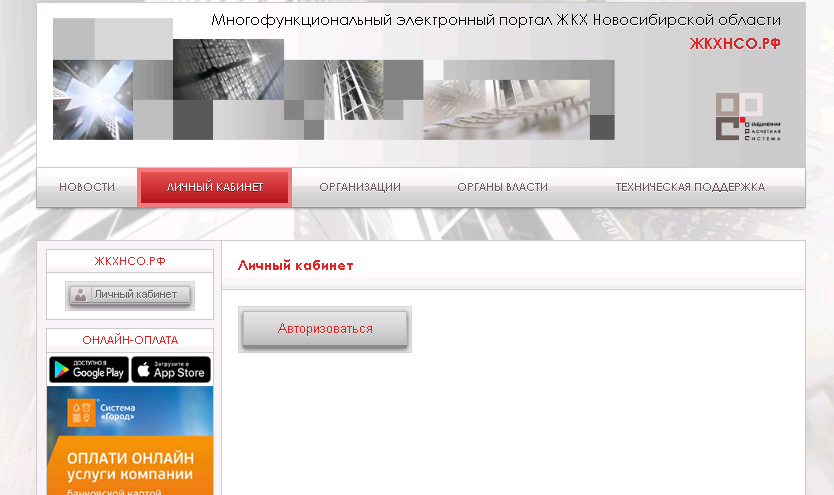 Многофункциональный электронный портал ЖКХ Новосибирской области
ЖКХНСО.РФ
ОБЪЕДИНЕННАЯ
РАСЧЕТНАЯ
СИСТЕМА
НОВОСТИ ЛИЧНЫЙ КАБИНЕТ ОРГАНИЗАЦИИ ОРГАНЫ ВЛАСТИ ТЕХНИЧЕСКАЯ ПОДДЕРЖКА
ЖКХНСО.РФ
Личный кабинет
ОНЛАЙН-ОПЛАТА
ДОСТУПНО В
Google Play
Загрузите в
App Store
Система
«Город»
ОПЛАТИ ОНЛАЙН
услуги компании
банковской картой
Личный кабинет
Авторизоваться